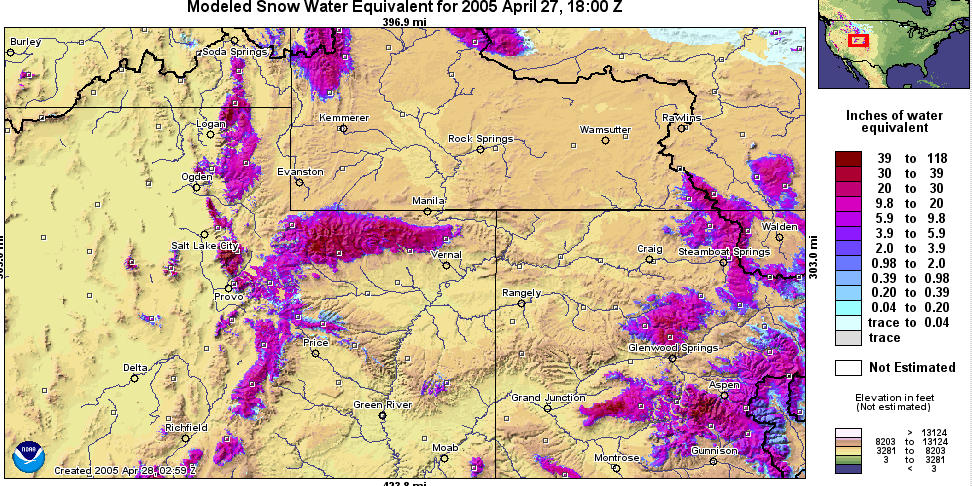 Modeled Snow Water Equivalent for 2005 April 27, 18:00 Z
396.9 mi
Burley
Soda Springs
Logan
Kemmerer
Rock Springs
Wamsutter
Rawlins
Ogden
Evanston
Manila
Salt Lake City
Vernal
Craig
Steamboat Springs
Walden
303.0 mi
Provo
Rangely
Price
Glenwood Springs
Delta
Green River
Grand Junction
Aspen
Richfield
Moab
Montrose
Gunnison
NOAA
Created 2005 Apr 28, 02:59 Z
Inches of water
equivalent
39 to 118
30 to 39
20 to 30
9.8 to 20
5.9 to 9.8
3.9 to 5.9
2.0 to 3.9
0.98 to 2.0
0.39 to 0.98
0.20 to 0.39
0.04 to 0.20
trace to 0.04
trace
Not Estimated
Elevation in feet
(Not estimated)
> 13124
8203 to 13124
3281 to 8203
3 to 3281
< 3